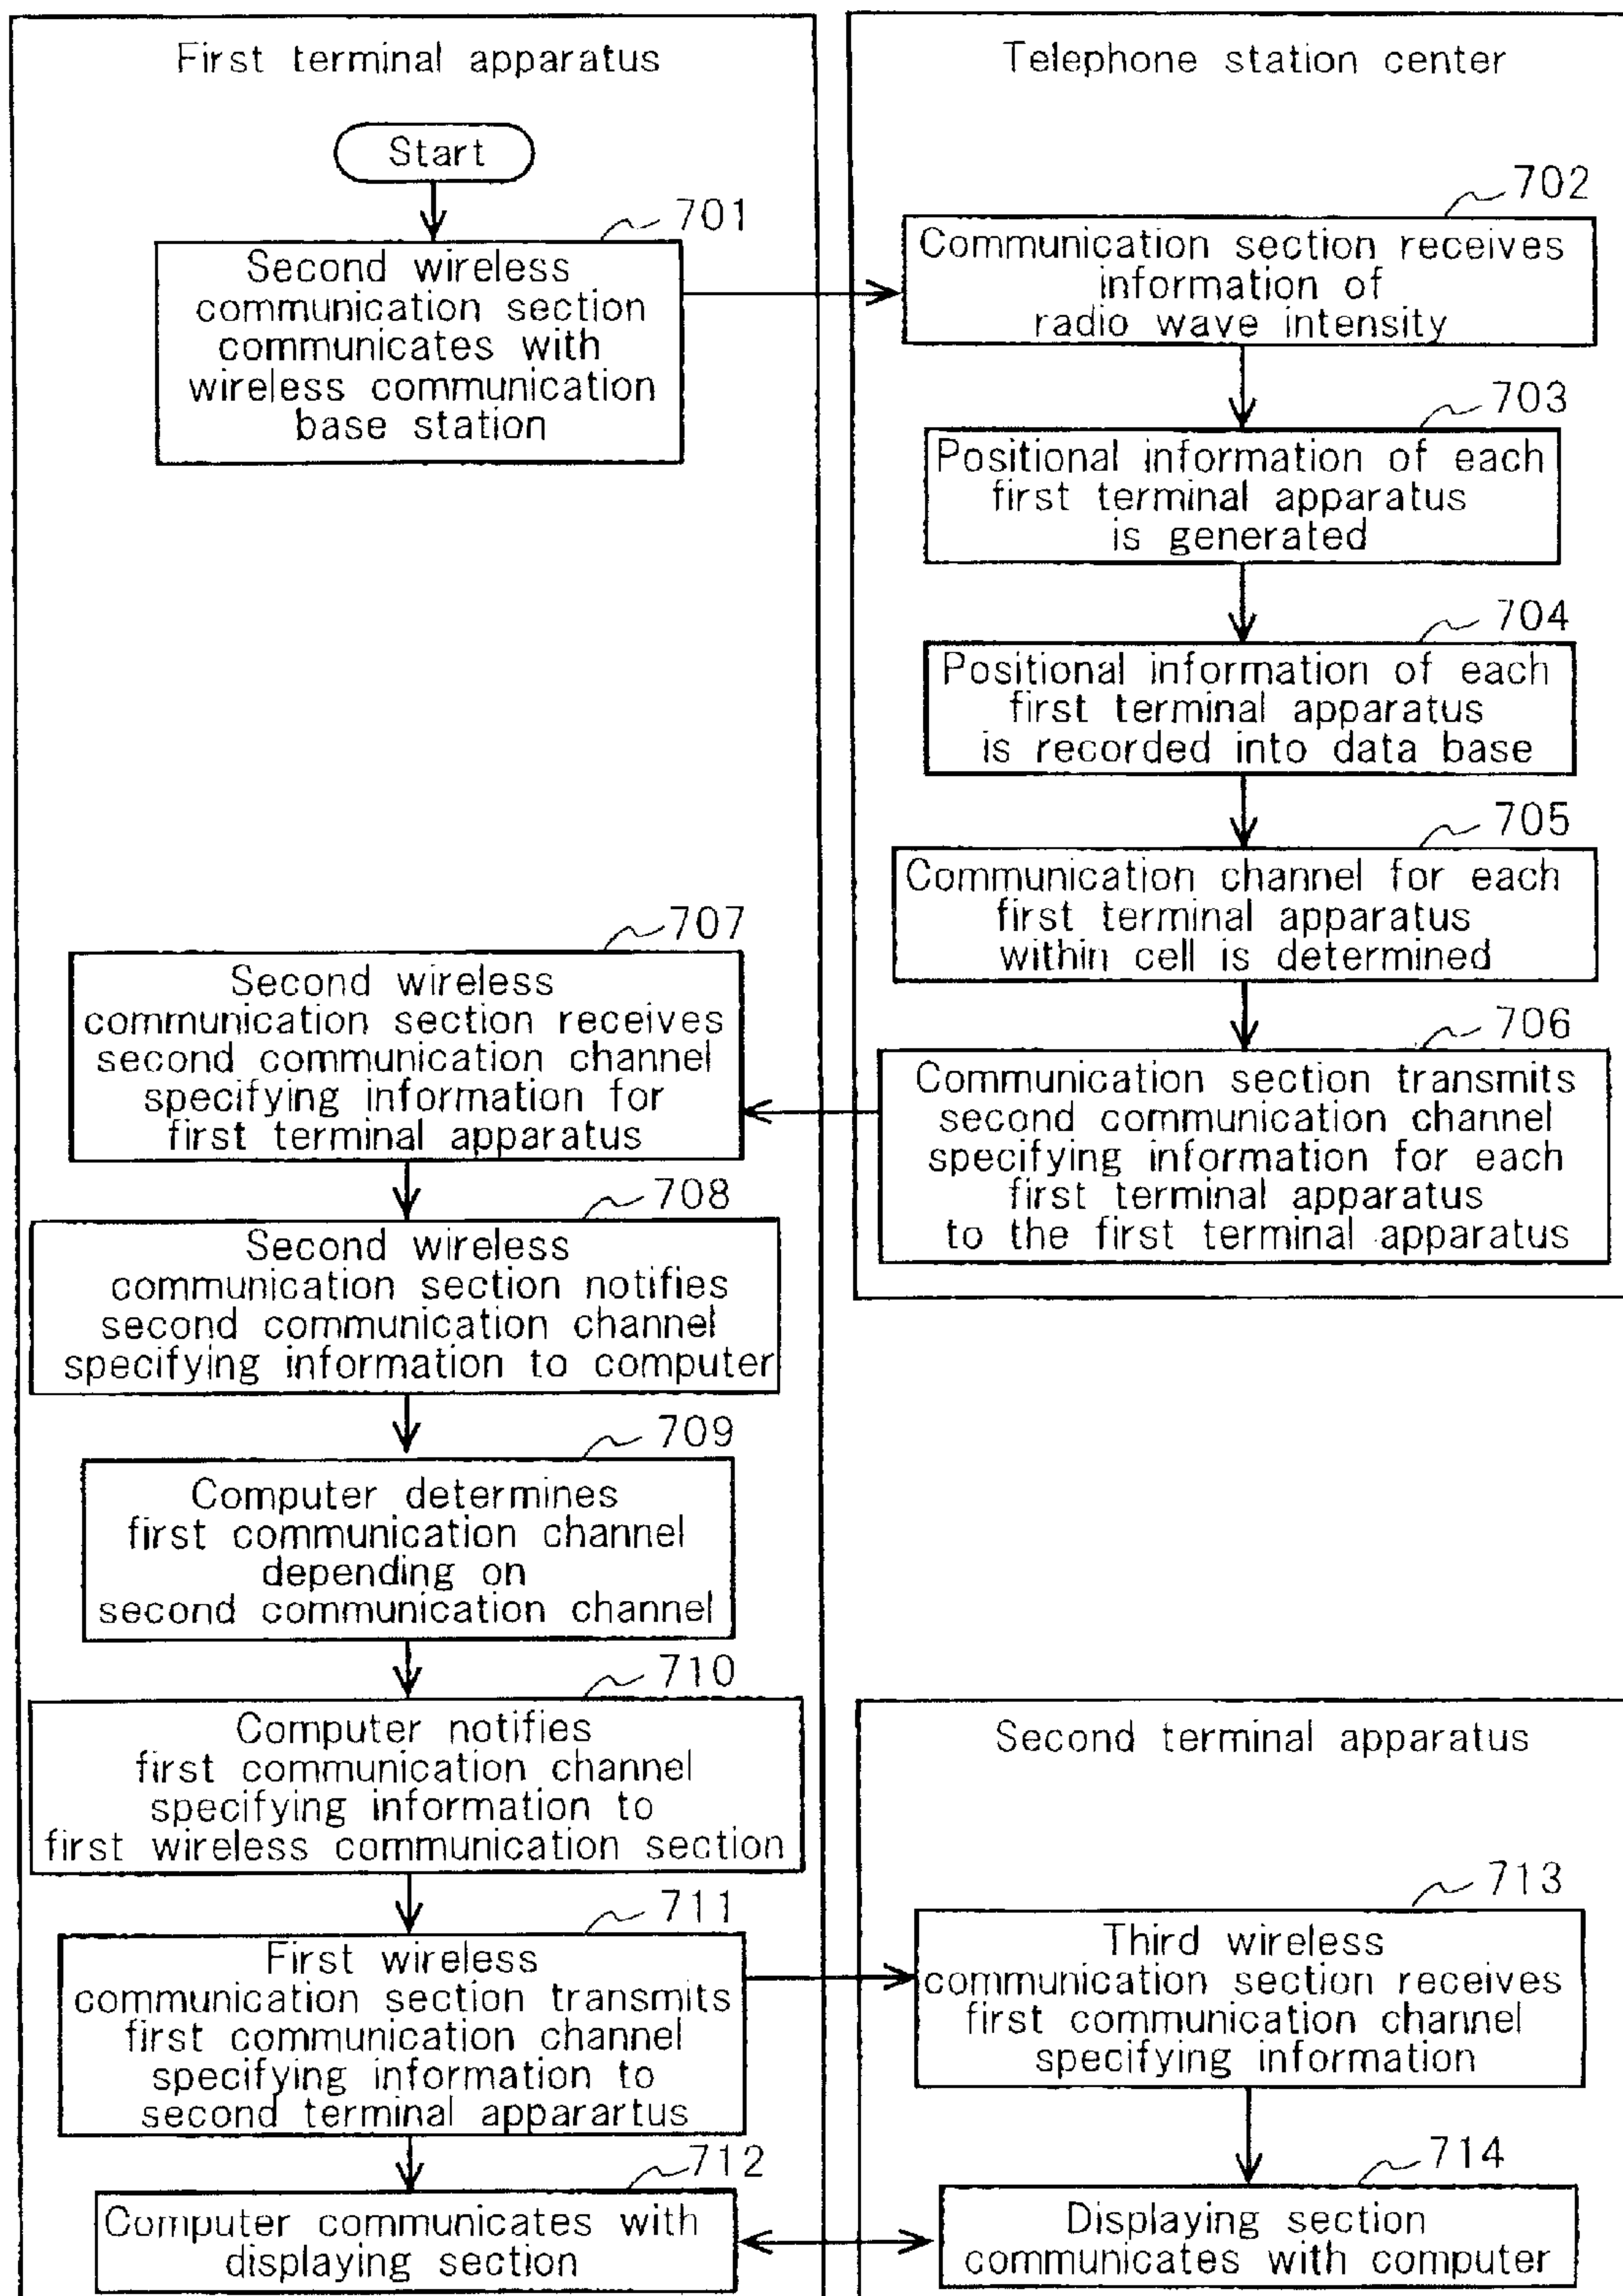 First terminal apparatus
Start
701
Second wireless
communication section
communicates with
wireless communication
base station
Telephone station center
702
Communication section receives
information of
radio wave intensity
703
Positional information of each
first terminal apparatus
is generated
704
Positional information of each
first terminal apparatus
is recorded into data base
705
Communication channel for each
first terminal apparatus
within cell is determined
706
Communication section transmits
second communication channel
specifying information for each
first terminal apparatus
to the first terminal apparatus
707
Second wireless
communication section receives
second communication channel
specifying information for
first terminal apparatus
708
Second wireless
communication section notifies
second communication channel
specifying information to computer
709
Computer determines
first communication channel
depending on
second communication channel
710
Computer notifies
first communication channel
specifying information to
first wireless communication section
711
First wireless
communication section transmits
first communication channel
specifying information to
second terminal apparartus
712
Computer communicates with
displaying section
Second terminal apparatus
713
Third wireless
communication section receives
first communication channel
specifying information
714
Displaying section
communicates with computer